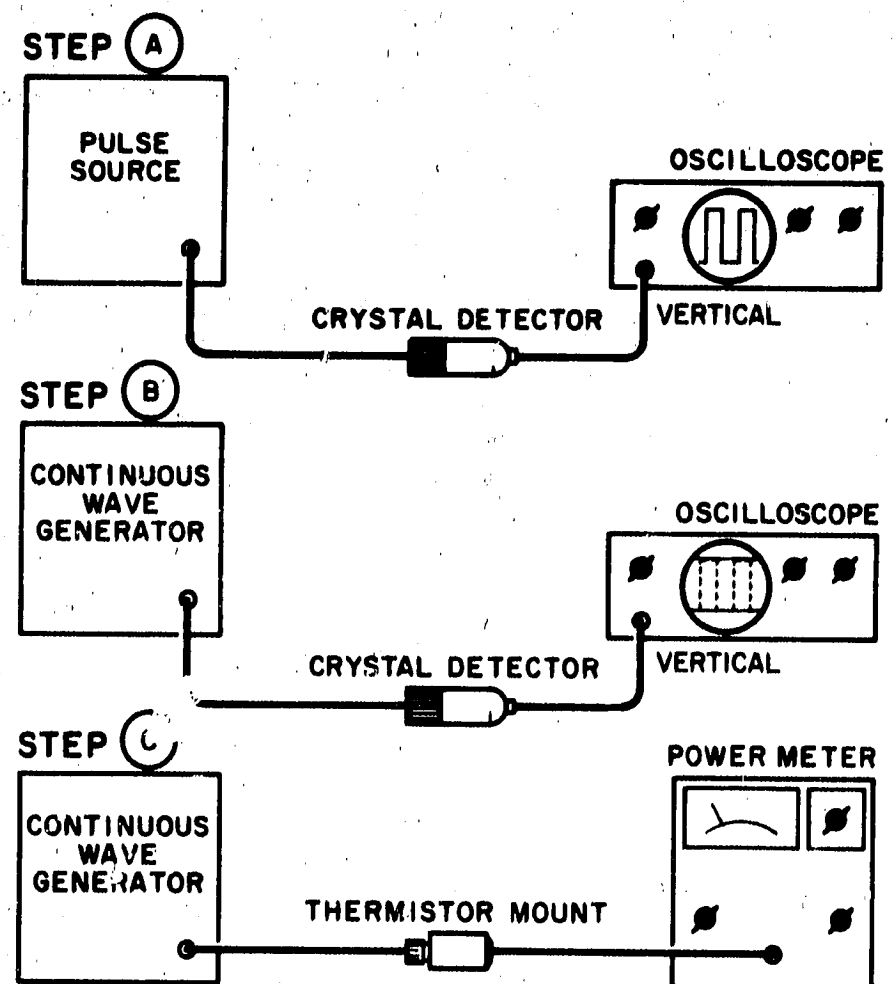 STEP A
PULSE
SOURCE
OSCILLOSCOPE
CRYSTAL DETECTOR
VERTICAL
STEP B
CONTINUOUS
WAVE
GENERATOR
OSCILLOSCOPE
CRYSTAL DETECTOR
VERTICAL
STEP C
CONTINUOUS
WAVE
GENERATOR
POWER METER
THERMISTOR MOUNT